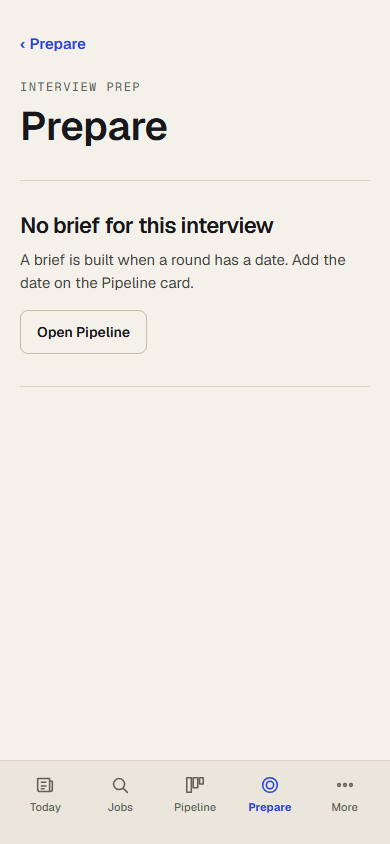 ‹ Prepare
INTERVIEW PREP
Prepare
No brief for this interview
A brief is built when a round has a date. Add the
date on the Pipeline card.
Open Pipeline
Today
Jobs
Pipeline
Prepare
More